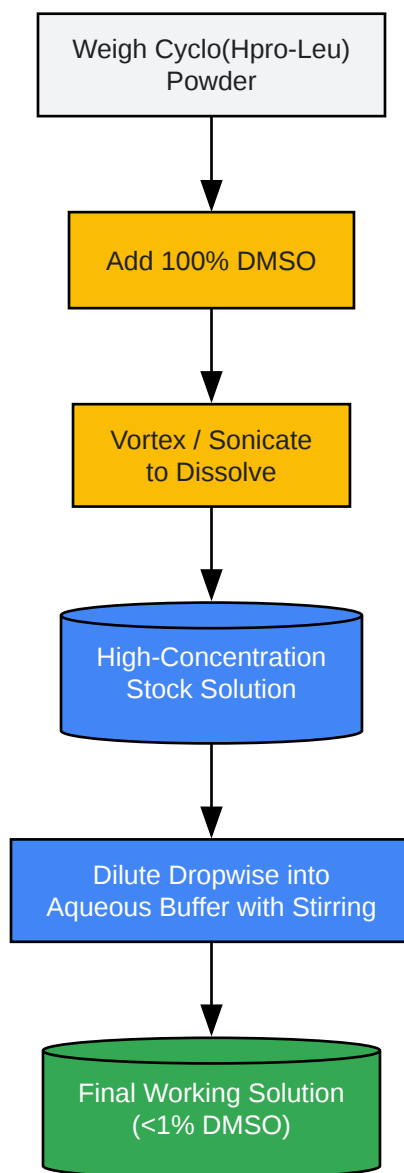 Weigh Cyclo(Hpro-Leu)
Powder
Add 100% DMSO
Vortex / Sonicate
to Dissolve
High-Concentration
Stock Solution
Dilute Dropwise into
Aqueous Buffer with Stirring
Final Working Solution
(<1% DMSO)